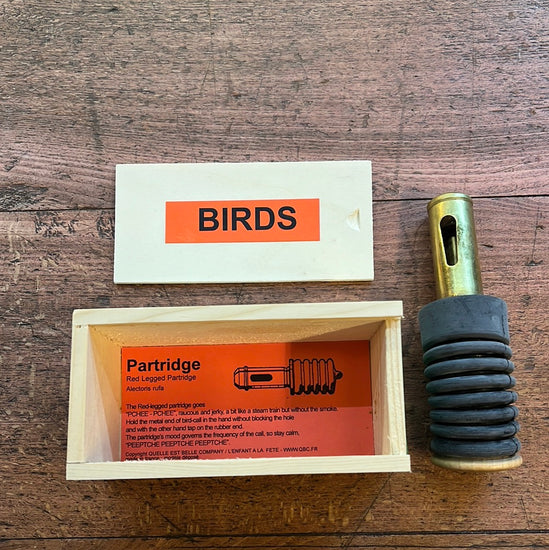 BIRDS
Partridge
Red Legged Partridge
Alectoris rufa
The Red-legged partridge goes
"PCHEE - PCHEE", raucous and jerky, a bit like a steam train but without the smoke.
Hold the metal end of bird-call in the hand without blocking the hole
and with the other hand tap on the rubber end.
The partridge's mood governs the frequency of the call, so stay calm,
"PEEPTCHE PEEPTCHE PEEPTCHE".
Copyright QUELLE EST BELLE COMPANY / L'ENFANT A LA FETE - WWW.QBC.FR